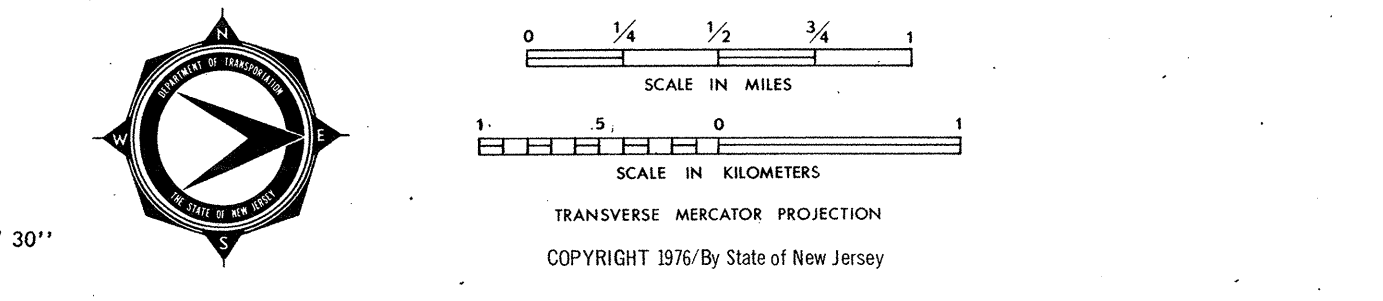 N
DEPARTMENT OF TRANSPORTATION
W E
THE STATE OF NEW JERSEY
S
0 1/4 1/2 3/4 1
SCALE IN MILES
1 .5 0 1
SCALE IN KILOMETERS
TRANSVERSE MERCATOR PROJECTION
COPYRIGHT 1976/By State of New Jersey
30''